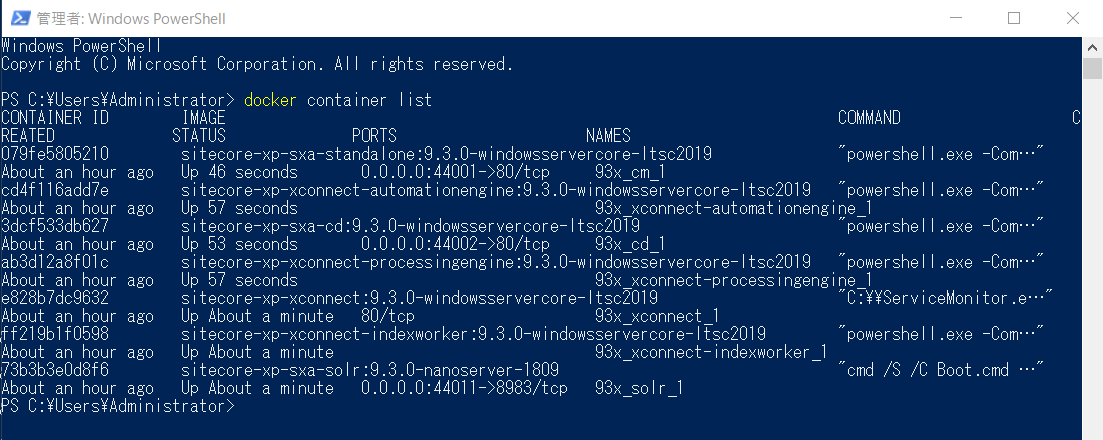 管理者: Windows PowerShell
Windows PowerShell
Copyright (C) Microsoft Corporation. All rights reserved.
PS C:¥Users¥Administrator> docker container list
CONTAINER ID        IMAGE                                                                    COMMAND                   C
REATED             STATUS              PORTS                     NAMES
079fe5805210        sitecore-xp-sxa-standalone:9.3.0-windowsservercore-ltsc2019              "powershell.exe -Com…"
About an hour ago   Up 46 seconds       0.0.0.0:44001->80/tcp     93x_cm_1
cd4f116add7e        sitecore-xp-xconnect-automationengine:9.3.0-windowsservercore-ltsc2019   "powershell.exe -Com…"
About an hour ago   Up 57 seconds                                 93x_xconnect-automationengine_1
3dcf533db627        sitecore-xp-sxa-cd:9.3.0-windowsservercore-ltsc2019                      "powershell.exe -Com…"
About an hour ago   Up 53 seconds       0.0.0.0:44002->80/tcp     93x_cd_1
ab3d12a8f01c        sitecore-xp-xconnect-processingengine:9.3.0-windowsservercore-ltsc2019   "powershell.exe -Com…"
About an hour ago   Up 57 seconds                                 93x_xconnect-processingengine_1
e828b7dc9632        sitecore-xp-xconnect:9.3.0-windowsservercore-ltsc2019                    "C:¥¥ServiceMonitor.e…"
About an hour ago   Up About a minute   80/tcp                    93x_xconnect_1
ff219b1f0598        sitecore-xp-xconnect-indexworker:9.3.0-windowsservercore-ltsc2019        "powershell.exe -Com…"
About an hour ago   Up About a minute                             93x_xconnect-indexworker_1
73b3b3e0d8f6        sitecore-xp-sxa-solr:9.3.0-nanoserver-1809                               "cmd /S /C Boot.cmd …"
About an hour ago   Up About a minute   0.0.0.0:44011->8983/tcp   93x_solr_1
PS C:¥Users¥Administrator>